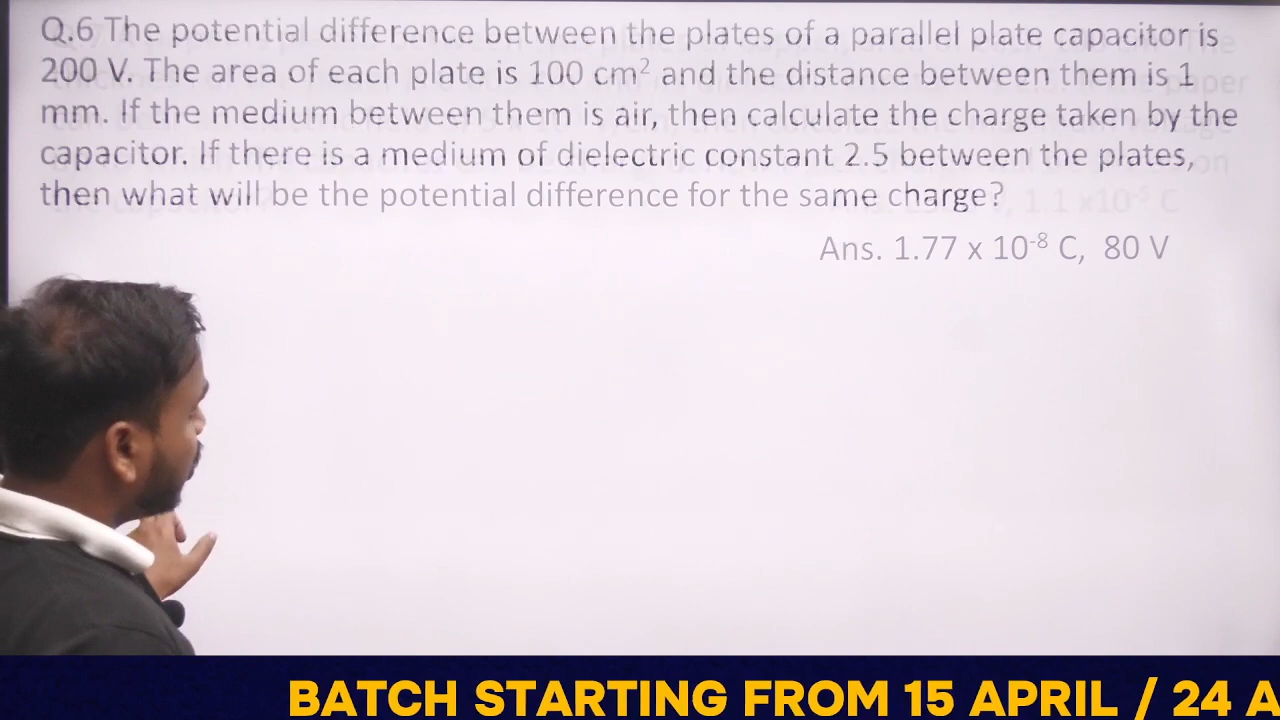 Q.6 The potential difference between the plates of a parallel plate capacitor is
200 V. The area of each plate is 100 cm² and the distance between them is 1
mm. If the medium between them is air, then calculate the charge taken by the
capacitor. If there is a medium of dielectric constant 2.5 between the plates,
then what will be the potential difference for the same charge?
Ans. 1.77 x 10⁻⁸ C, 80 V
BATCH STARTING FROM 15 APRIL / 24 A